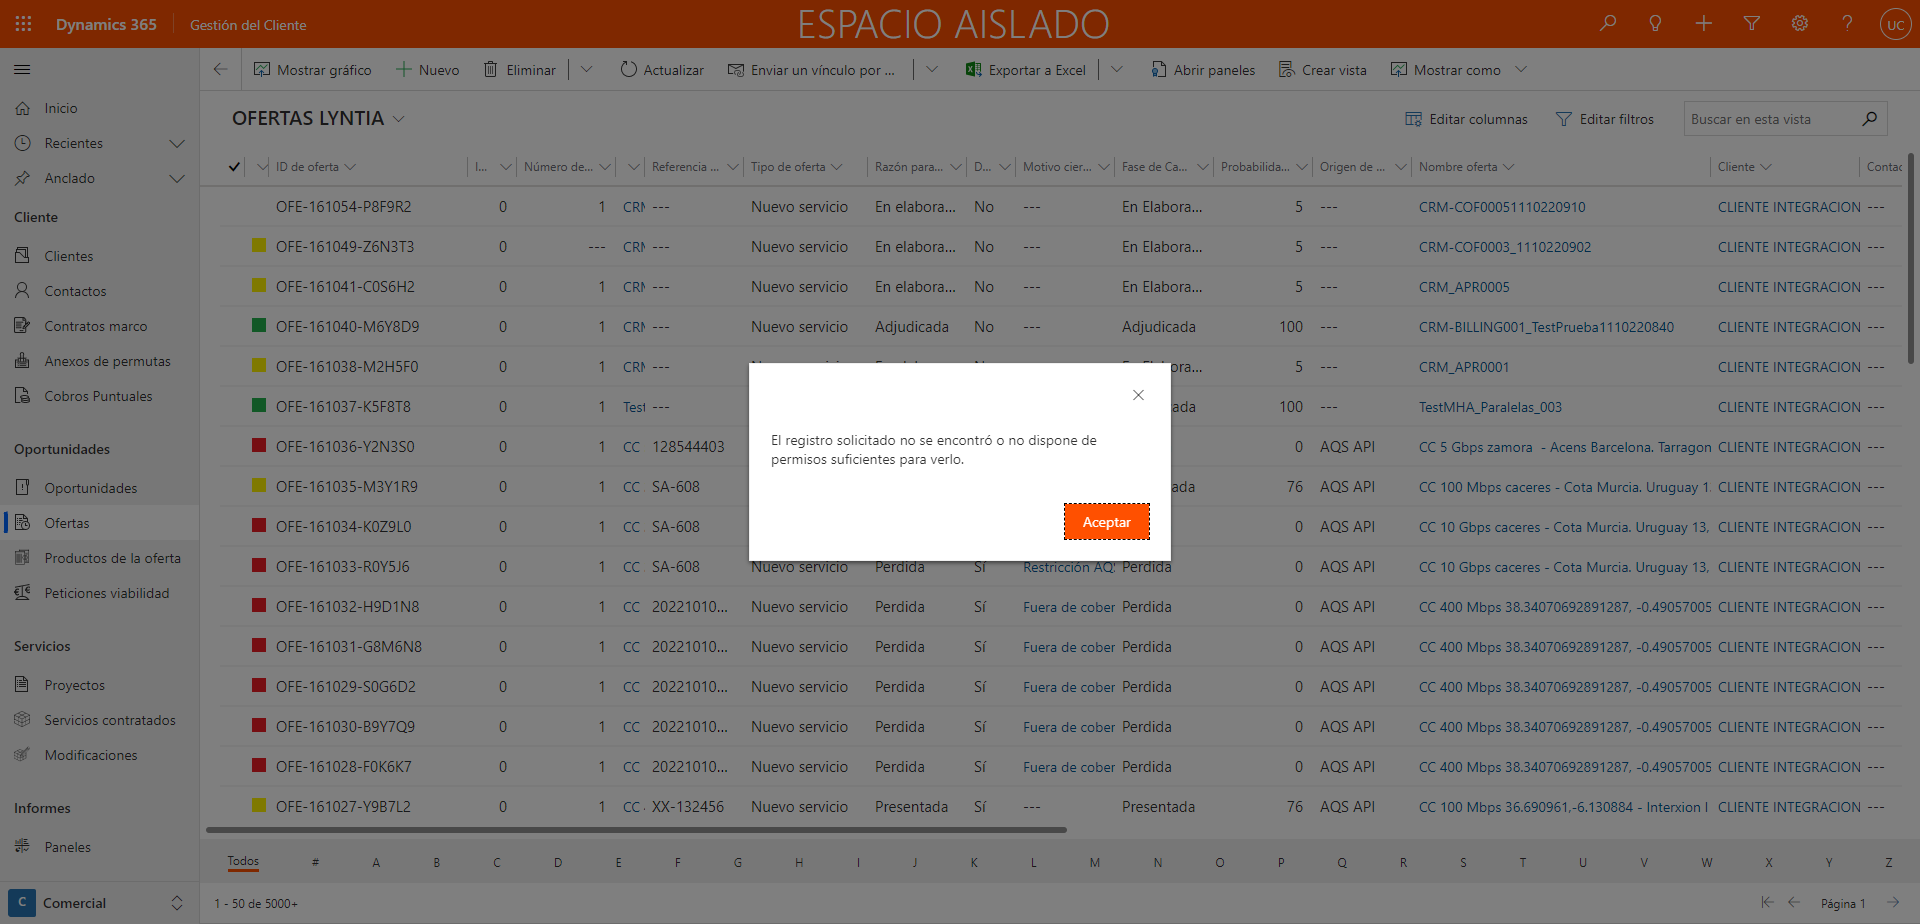 Dynamics 365
Gestión del Cliente
ESPACIO AISLADO
UC
Mostrar gráfico
Nuevo
Eliminar
Actualizar
Enviar un vínculo por ...
Exportar a Excel
Abrir paneles
Crear vista
Mostrar como
Inicio
Recientes
Anclado
Cliente
Clientes
Contactos
Contratos marco
Anexos de permutas
Cobros Puntuales
Oportunidades
Oportunidades
Ofertas
Productos de la oferta
Peticiones viabilidad
Servicios
Proyectos
Servicios contratados
Modificaciones
Informes
Paneles
C Comercial
OFERTAS LYNTIA
Editar columnas
Editar filtros
Buscar en esta vista
ID de oferta I... Número de... Referencia ... Tipo de oferta Razón para... D... Motivo cier... Fase de Ca... Probabilida... Origen de ... Nombre oferta Cliente Contac
OFE-161054-P8F9R2 0 1 CRM --- Nuevo servicio En elabora... No --- En Elabora... 5 --- CRM-COF00051110220910 CLIENTE INTEGRACION ---
OFE-161049-Z6N3T3 0 --- CRM --- Nuevo servicio En elabora... No --- En Elabora... 5 --- CRM-COF0003_1110220902 CLIENTE INTEGRACION ---
OFE-161041-C0S6H2 0 1 CRM --- Nuevo servicio En elabora... No --- En Elabora... 5 --- CRM_APR0005 CLIENTE INTEGRACION ---
OFE-161040-M6Y8D9 0 1 CRM --- Nuevo servicio Adjudicada No --- Adjudicada 100 --- CRM-BILLING001_TestPrueba1110220840 CLIENTE INTEGRACION ---
OFE-161038-M2H5F0 0 1 CRM --- Nuevo servicio 5 --- CRM_APR0001 CLIENTE INTEGRACION ---
OFE-161037-K5F8T8 0 1 Test --- ada 100 --- TestMHA_Paralelas_003 CLIENTE INTEGRACION ---
OFE-161036-Y2N3S0 0 1 CC 128544403 0 AQS API CC 5 Gbps zamora - Acens Barcelona. Tarragon CLIENTE INTEGRACION ---
OFE-161035-M3Y1R9 0 1 CC SA-608 ada 76 AQS API CC 100 Mbps caceres - Cota Murcia. Uruguay 1. CLIENTE INTEGRACION ---
OFE-161034-K0Z9L0 0 1 CC SA-608 0 AQS API CC 10 Gbps caceres - Cota Murcia. Uruguay 13, CLIENTE INTEGRACION ---
OFE-161033-R0Y5J6 0 1 CC SA-608 Nuevo servicio Perdida Sí Restricción AQS Perdida 0 AQS API CC 10 Gbps caceres - Cota Murcia. Uruguay 13, CLIENTE INTEGRACION ---
OFE-161032-H9D1N8 0 1 CC 20221010... Nuevo servicio Perdida Sí Fuera de cober Perdida 0 AQS API CC 400 Mbps 38.34070692891287, -0.49057005 CLIENTE INTEGRACION ---
OFE-161031-G8M6N8 0 1 CC 20221010... Nuevo servicio Perdida Sí Fuera de cober Perdida 0 AQS API CC 400 Mbps 38.34070692891287, -0.49057005 CLIENTE INTEGRACION ---
OFE-161029-S0G6D2 0 1 CC 20221010... Nuevo servicio Perdida Sí Fuera de cober Perdida 0 AQS API CC 400 Mbps 38.34070692891287, -0.49057005 CLIENTE INTEGRACION ---
OFE-161030-B9Y7Q9 0 1 CC 20221010... Nuevo servicio Perdida Sí Fuera de cober Perdida 0 AQS API CC 400 Mbps 38.34070692891287, -0.49057005 CLIENTE INTEGRACION ---
OFE-161028-F0K6K7 0 1 CC 20221010... Nuevo servicio Perdida Sí Fuera de cober Perdida 0 AQS API CC 400 Mbps 38.34070692891287, -0.49057005 CLIENTE INTEGRACION ---
OFE-161027-Y9B7L2 0 1 CC XX-132456 Nuevo servicio Presentada Sí --- Presentada 76 AQS API CC 100 Mbps 36.690961,-6.130884 - Interxion CLIENTE INTEGRACION ---
El registro solicitado no se encontró o no dispone de
permisos suficientes para verlo.
Aceptar
Todos # A B C D E F G H I J K L M N O P Q R S T U V W X Y Z
1 - 50 de 5000+
Página 1